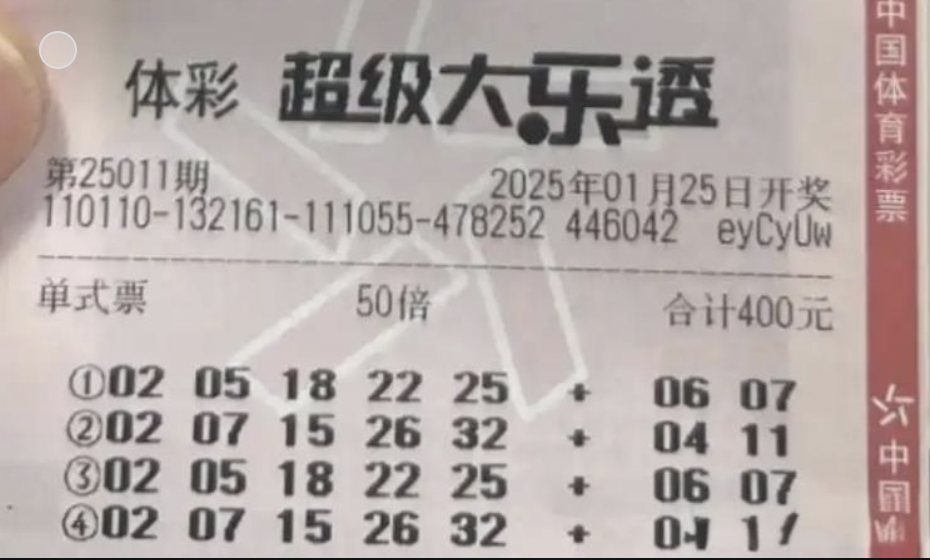 体彩 超级大乐透
第25011期 2025年01月25日开奖
110110-132161-111055-478252 446042 eyCyUw
单式票 50倍 合计400元
①02 05 18 22 25 + 06 07
②02 07 15 26 32 + 04 11
③02 05 18 22 25 + 06 07
④02 07 15 26 32 + 04 11
中国体育彩票
中国